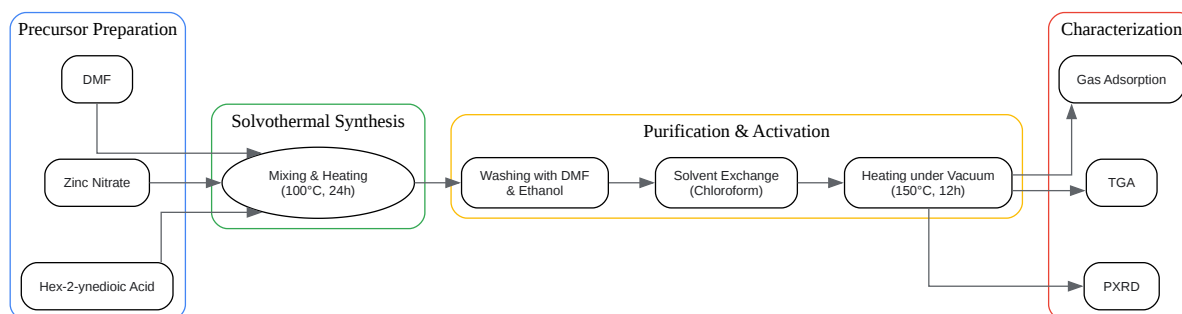 Precursor Preparation
DMF
Zinc Nitrate
Hex-2-ynedioic Acid
Solvothermal Synthesis
Mixing & Heating
(100°C, 24h)
Purification & Activation
Washing with DMF
& Ethanol
Solvent Exchange
(Chloroform)
Heating under Vacuum
(150°C, 12h)
Characterization
Gas Adsorption
TGA
PXRD